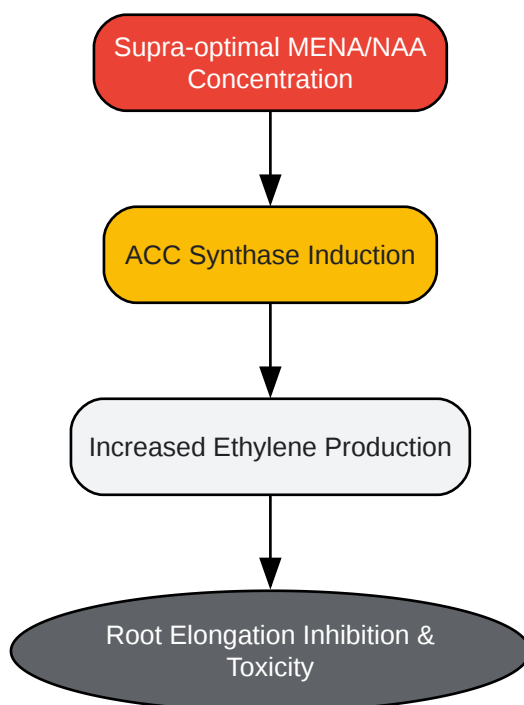 Supra-optimal MENA/NAA
Concentration
ACC Synthase Induction
Increased Ethylene Production
Root Elongation Inhibition &
Toxicity